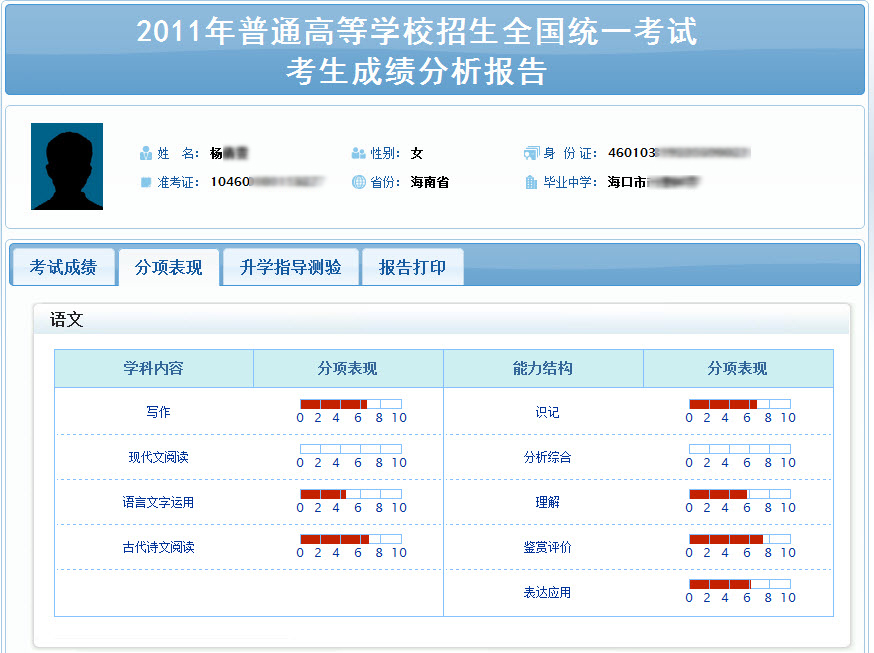 2011年普通高等学校招生全国统一考试
考生成绩分析报告
姓 名： 杨 性别： 女 身 份 证： 460103
准考证： 10460 省份： 海南省 毕业中学： 海口市
考试成绩 分项表现 升学指导测验 报告打印
语文
学科内容 分项表现 能力结构 分项表现
写作 0 2 4 6 8 10 识记 0 2 4 6 8 10
现代文阅读 0 2 4 6 8 10 分析综合 0 2 4 6 8 10
语言文字运用 0 2 4 6 8 10 理解 0 2 4 6 8 10
古代诗文阅读 0 2 4 6 8 10 鉴赏评价 0 2 4 6 8 10
表达应用 0 2 4 6 8 10